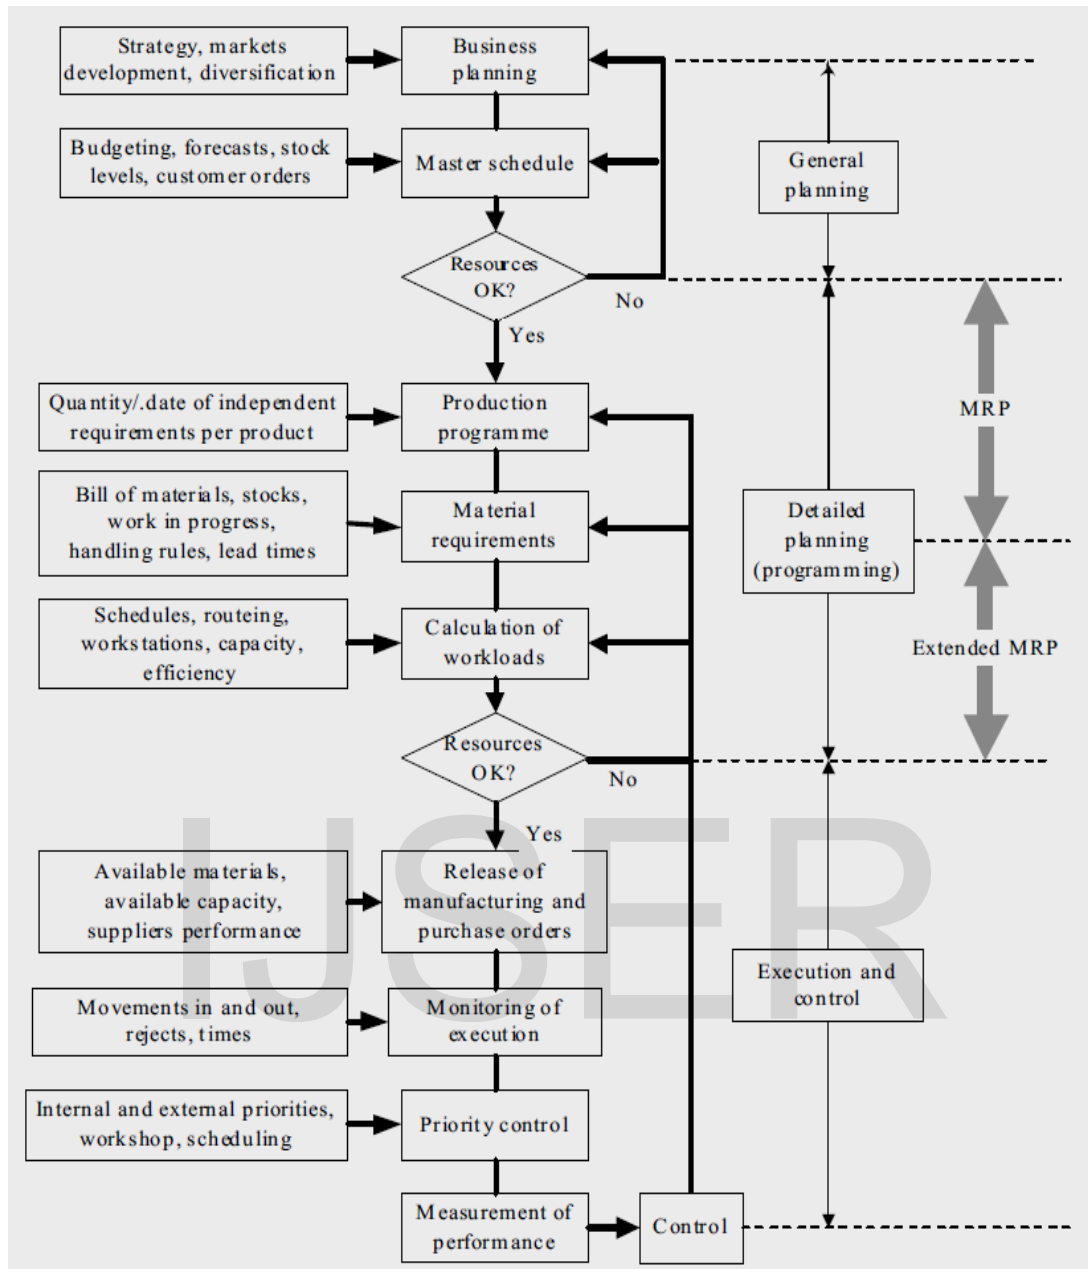 Strategy, markets
development, diversification
Business
planning
Budgeting, forecasts, stock
levels, customer orders
Master schedule
General
planning
Resources
OK?
No
Yes
Quantity/.date of independent
requirements per product
Production
programme
MRP
Bill of materials, stocks,
work in progress,
handling rules, lead times
Material
requirements
Detailed
planning
(programming)
Schedules, routeing,
workstations, capacity,
efficiency
Calculation of
workloads
Extended MRP
Resources
OK?
No
Yes
Available materials,
available capacity,
suppliers performance
Release of
manufacturing and
purchase orders
IJSER
Execution and
control
Movements in and out,
rejects, times
Monitoring of
execution
Internal and external priorities,
workshop, scheduling
Priority control
Measurement of
performance
Control